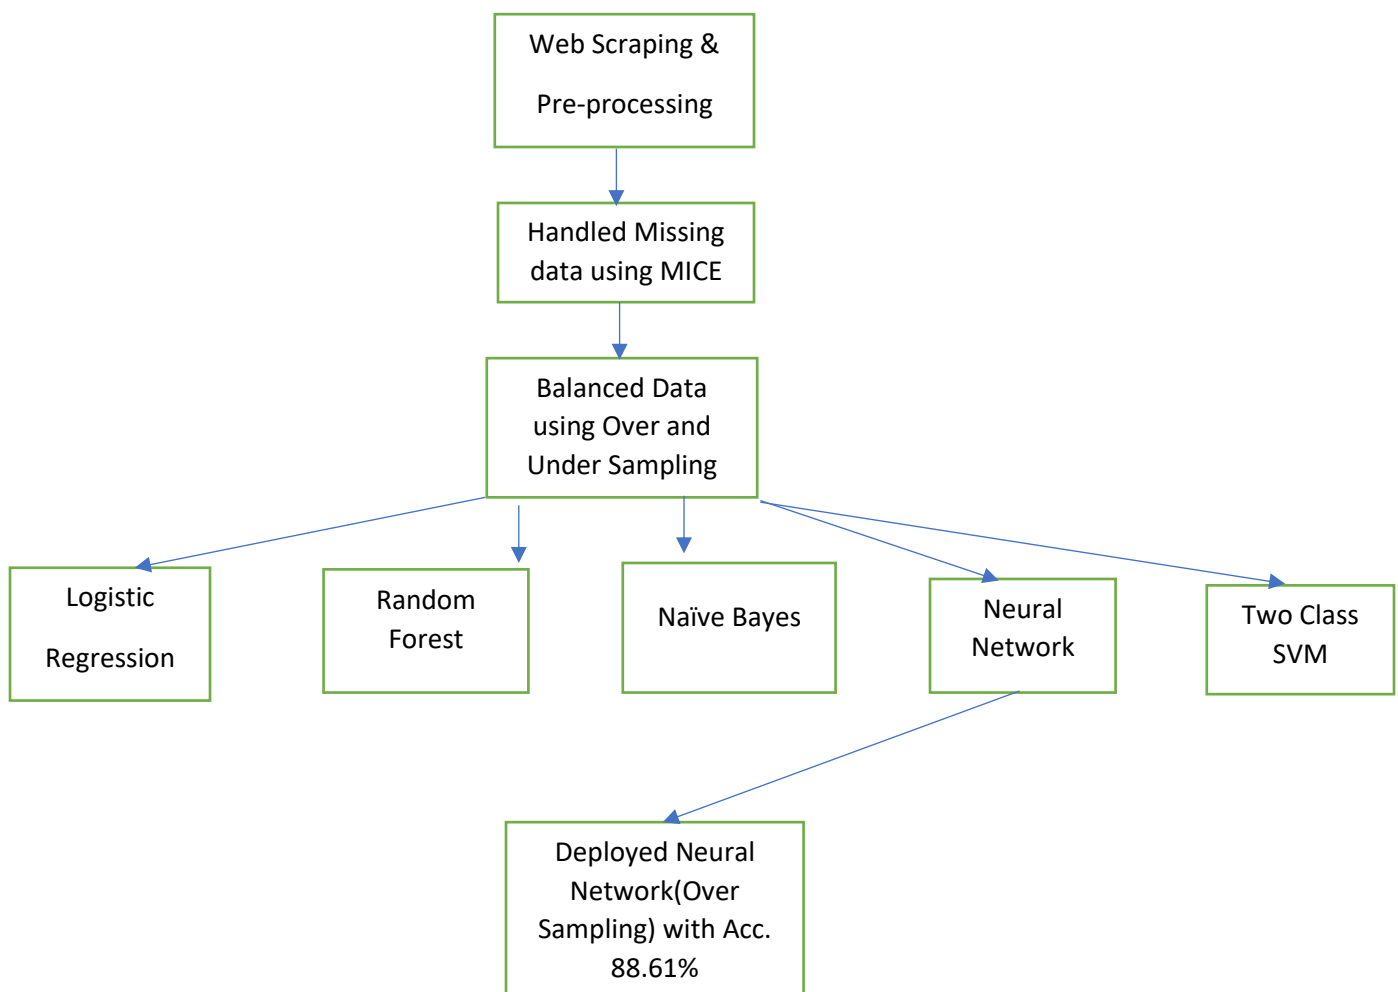 Web Scraping &
Pre-processing
Handled Missing
data using MICE
Balanced Data
using Over and
Under Sampling
Logistic
Regression
Random
Forest
Naïve Bayes
Neural
Network
Two Class
SVM
Deployed Neural
Network(Over
Sampling) with Acc.
88.61%